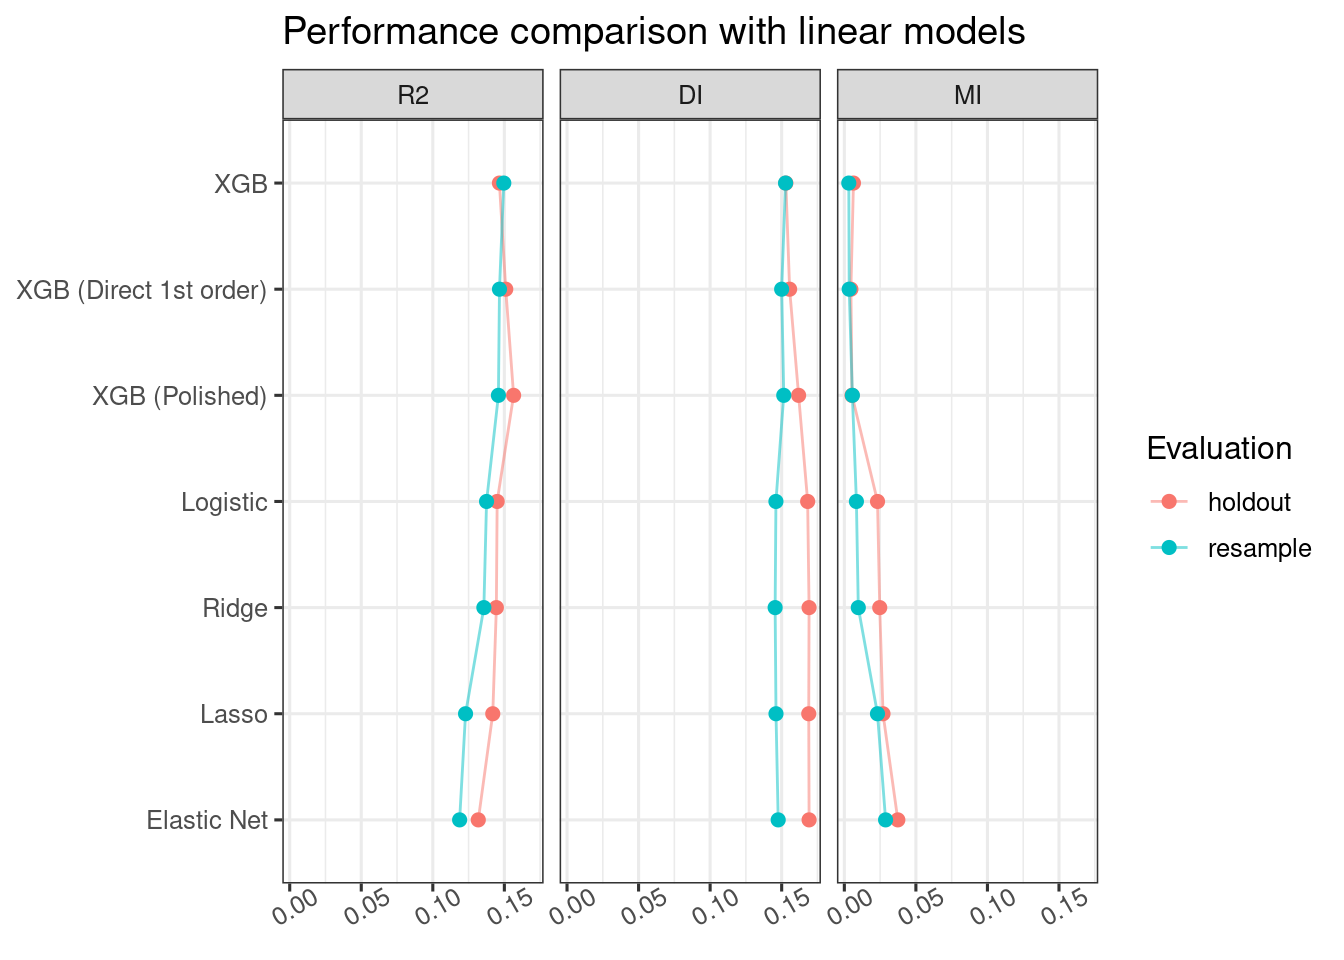 Performance comparison with linear models
R2 DI MI
XGB
XGB (Direct 1st order)
XGB (Polished)
Logistic
Ridge
Lasso
Elastic Net
0.00 0.05 0.10 0.15 0.00 0.05 0.10 0.15 0.00 0.05 0.10 0.15
Evaluation
holdout
resample